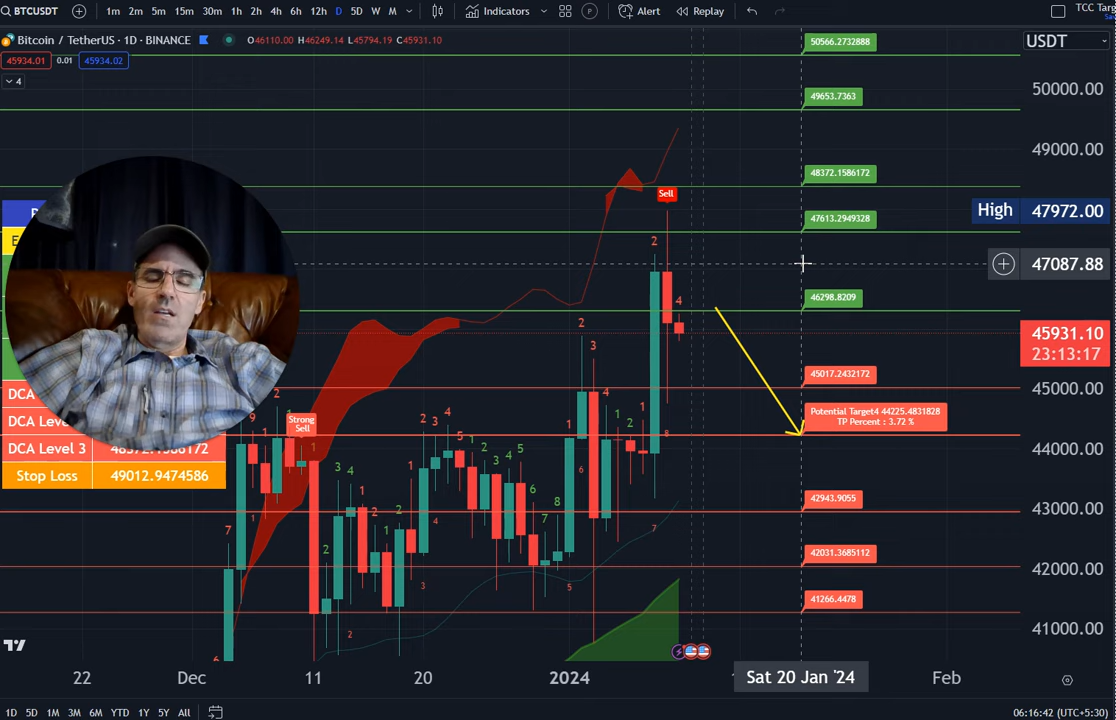 BTCUSDT 1m 2m 5m 15m 30m 1h 2h 4h 6h 12h D 5D W M Indicators P Alert Replay TCC Targ
Bitcoin / TetherUS · 1D · BINANCE O46110.00 H46249.14 L45794.19 C45931.10
45934.01 0.01 45934.02
4
USDT
50566.2732888
50000.00
49653.7363
49000.00
48372.1586172
Sell
High 47972.00
47613.2949328
2
47087.88
46298.8209
4
45931.10
23:13:17
2
3
45017.2432172
45000.00
DCA
DCA Leve
Strong
Sell
Potential Target4 44225.4831828
TP Percent : 3.72 %
44000.00
DCA Level 3
Stop Loss 49012.9474586
42943.9055
43000.00
42031.3685112
42000.00
41266.4478
41000.00
22 Dec 11 20 2024 Sat 20 Jan '24 Feb
1D 5D 1M 3M 6M YTD 1Y 5Y All 06:16:42 (UTC+5:30)